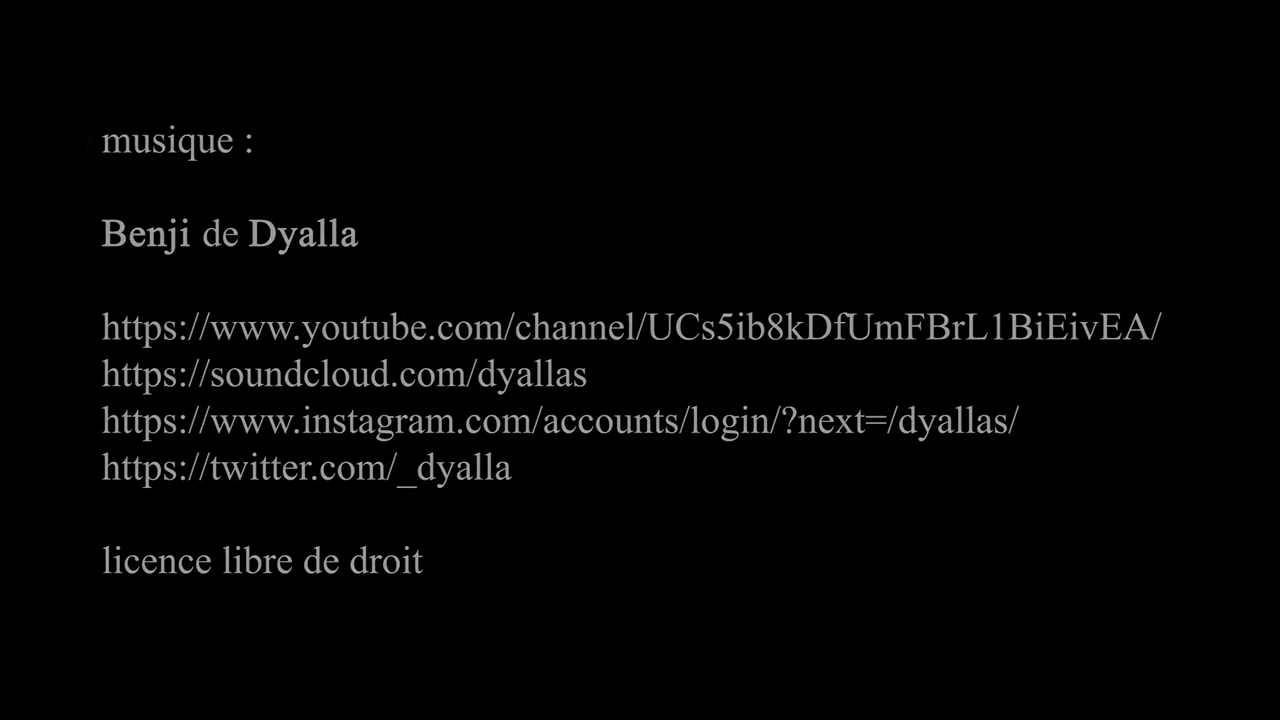 musique :
Benji de Dyalla
https://www.youtube.com/channel/UCs5ib8kDfUmFBrL1BiEivEA/
https://soundcloud.com/dyallas
https://www.instagram.com/accounts/login/?next=/dyallas/
https://twitter.com/_dyalla
licence libre de droit